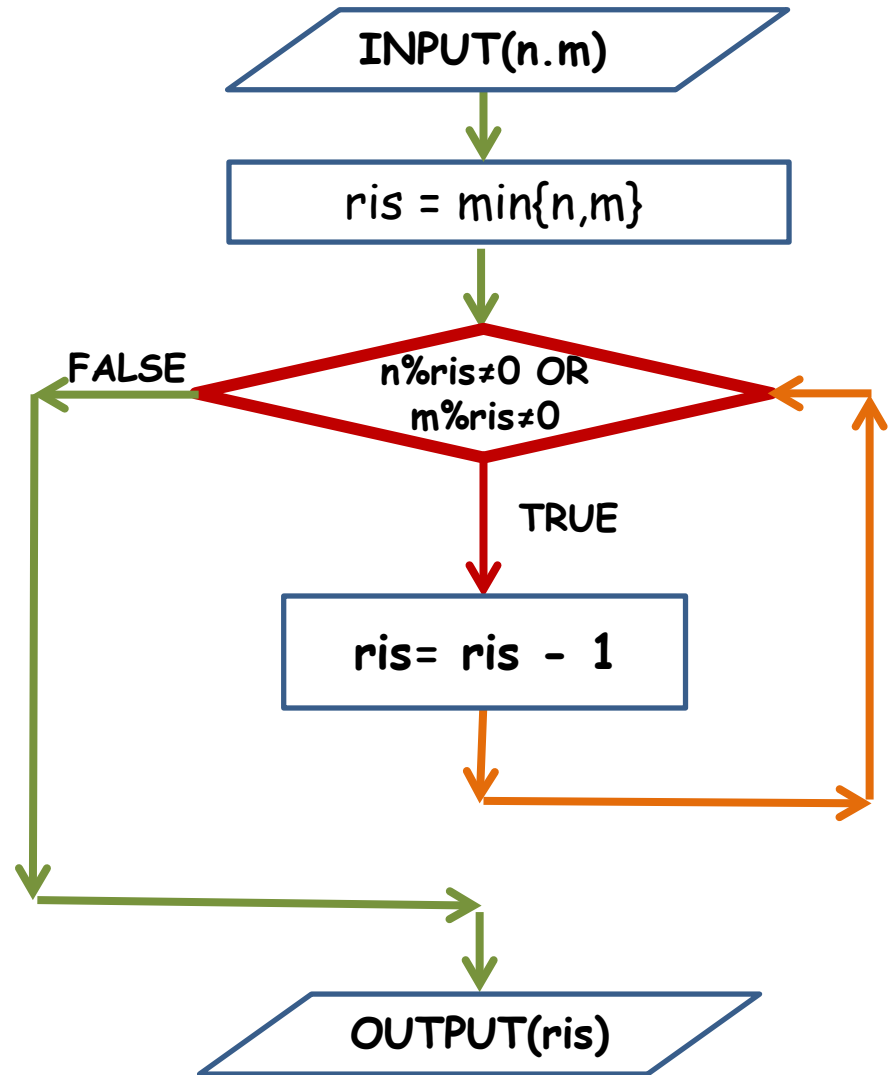 INPUT(n.m)
ris = min{n,m}
FALSE
n%ris≠0 OR
m%ris≠0
TRUE
ris= ris - 1
OUTPUT(ris)